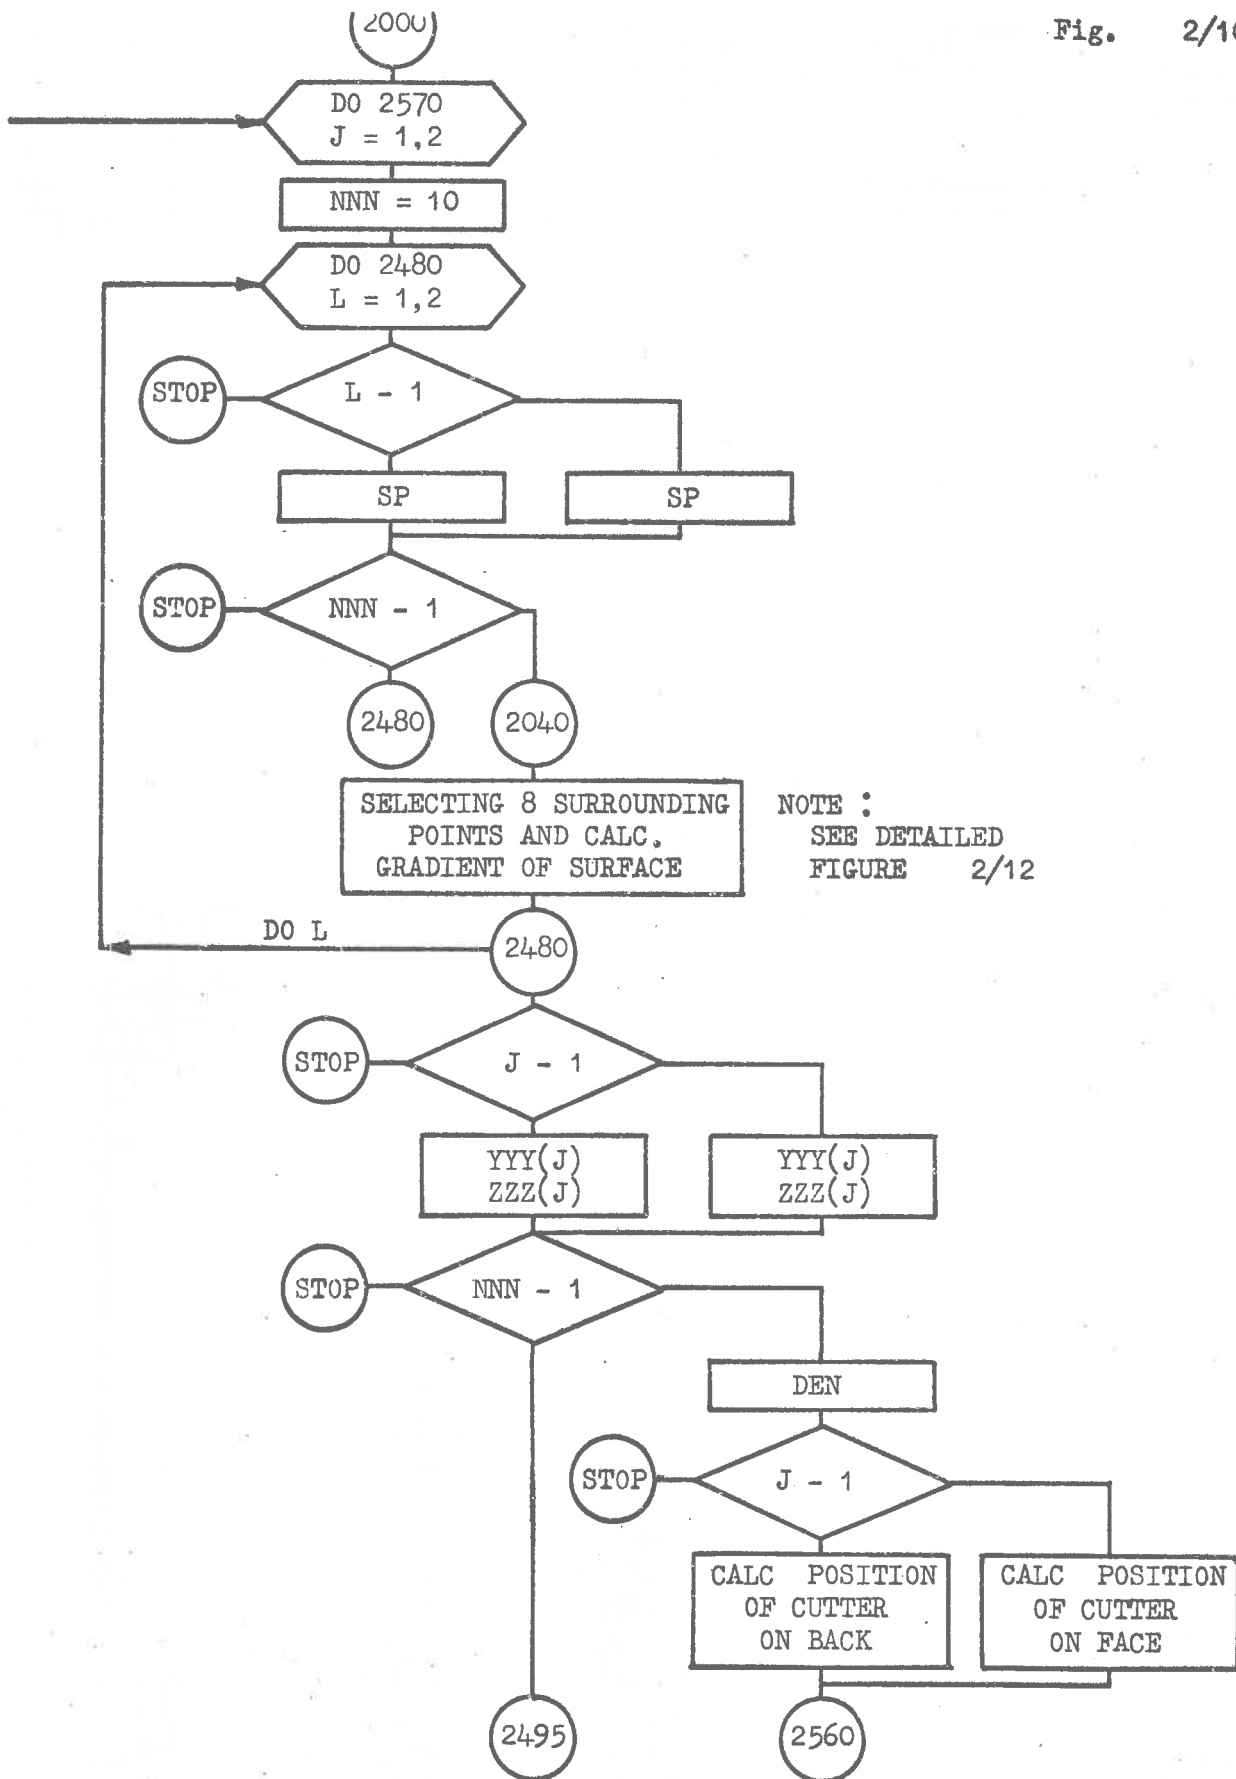 2000
Fig. 2/10
DO 2570
J = 1,2
NNN = 10
DO 2480
L = 1,2
STOP
L - 1
SP
SP
STOP
NNN - 1
2480
2040
SELECTING 8 SURROUNDING
POINTS AND CALC.
GRADIENT OF SURFACE
NOTE :
SEE DETAILED
FIGURE 2/12
DO L
2480
STOP
J - 1
YYY(J)
ZZZ(J)
YYY(J)
ZZZ(J)
STOP
NNN - 1
DEN
STOP
J - 1
CALC POSITION
OF CUTTER
ON BACK
CALC POSITION
OF CUTTER
ON FACE
2495
2560